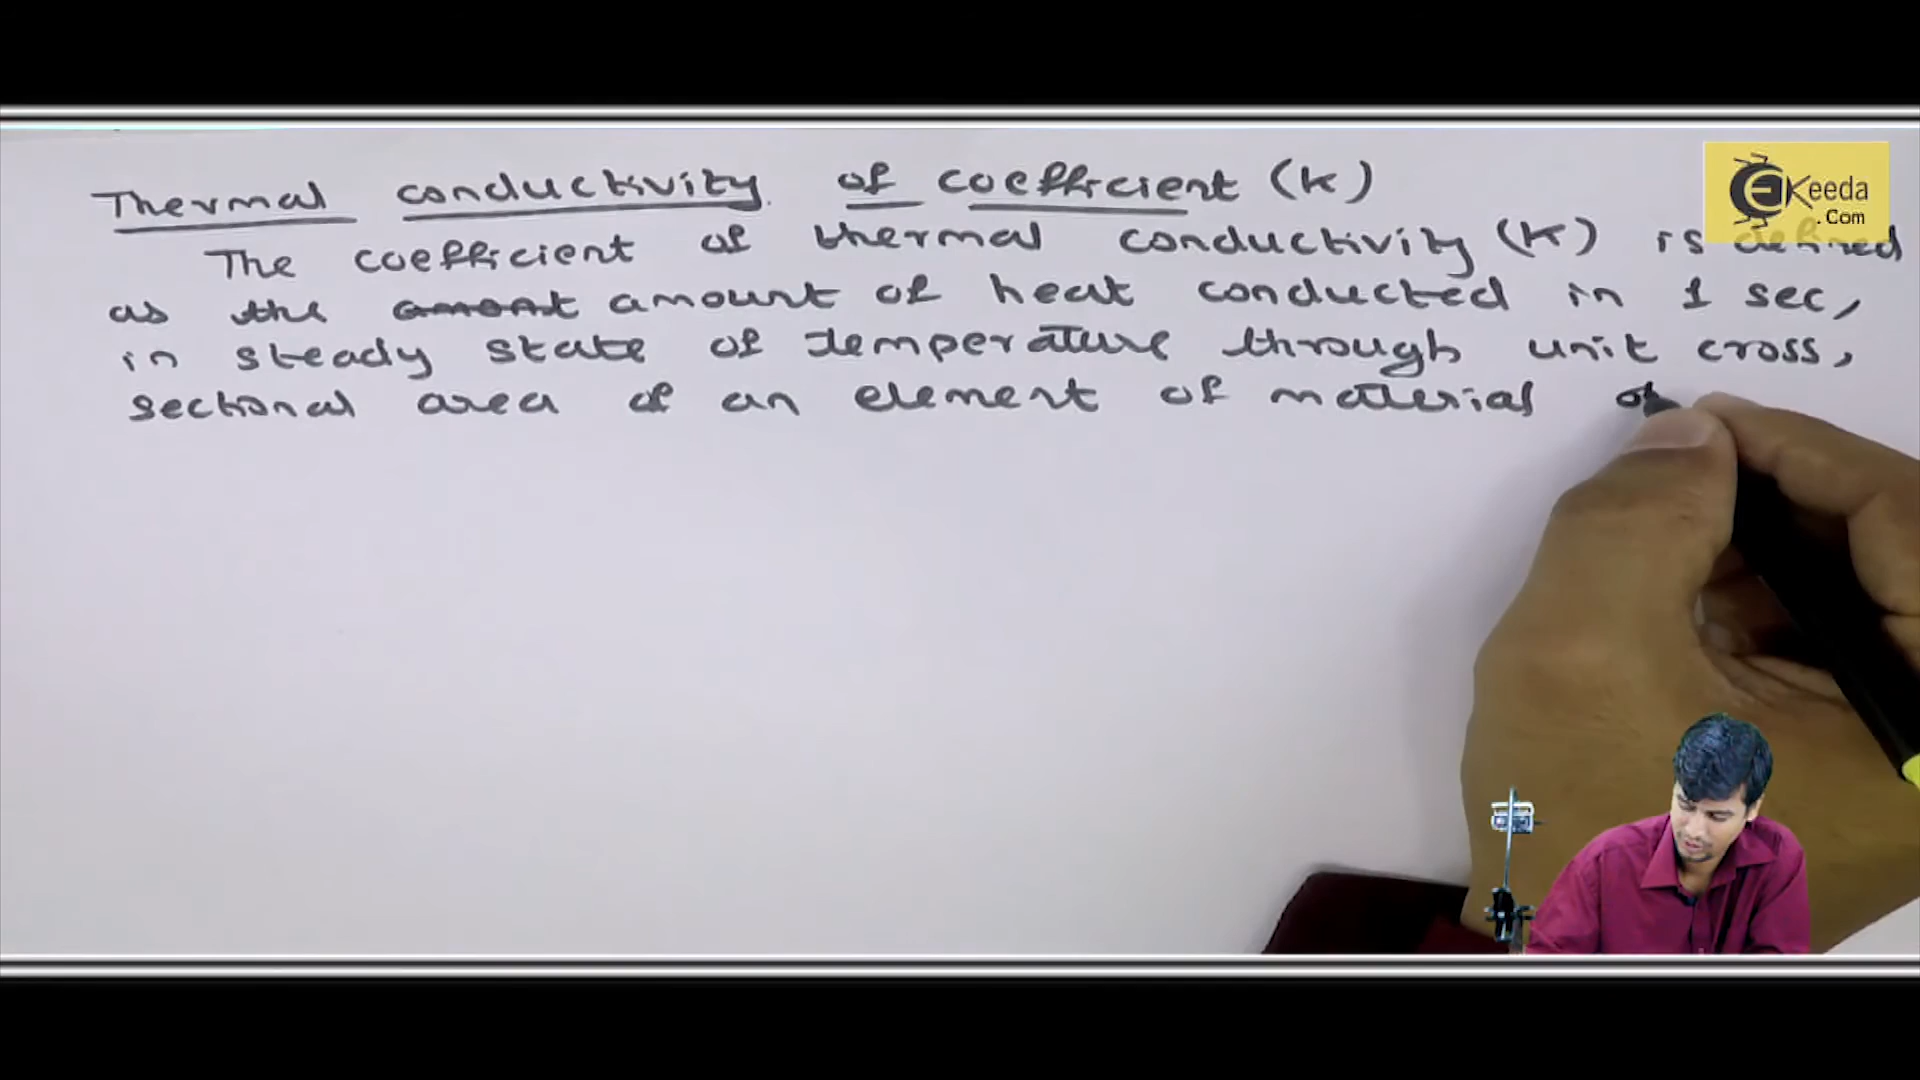 Thermal conductivity of coefficient (K)
EKeeda
.Com
The coefficient of thermal conductivity (K) is defined
as the amont amount of heat conducted in 1 sec,
in steady state of temperature through unit cross,
sectional area of an element of material of